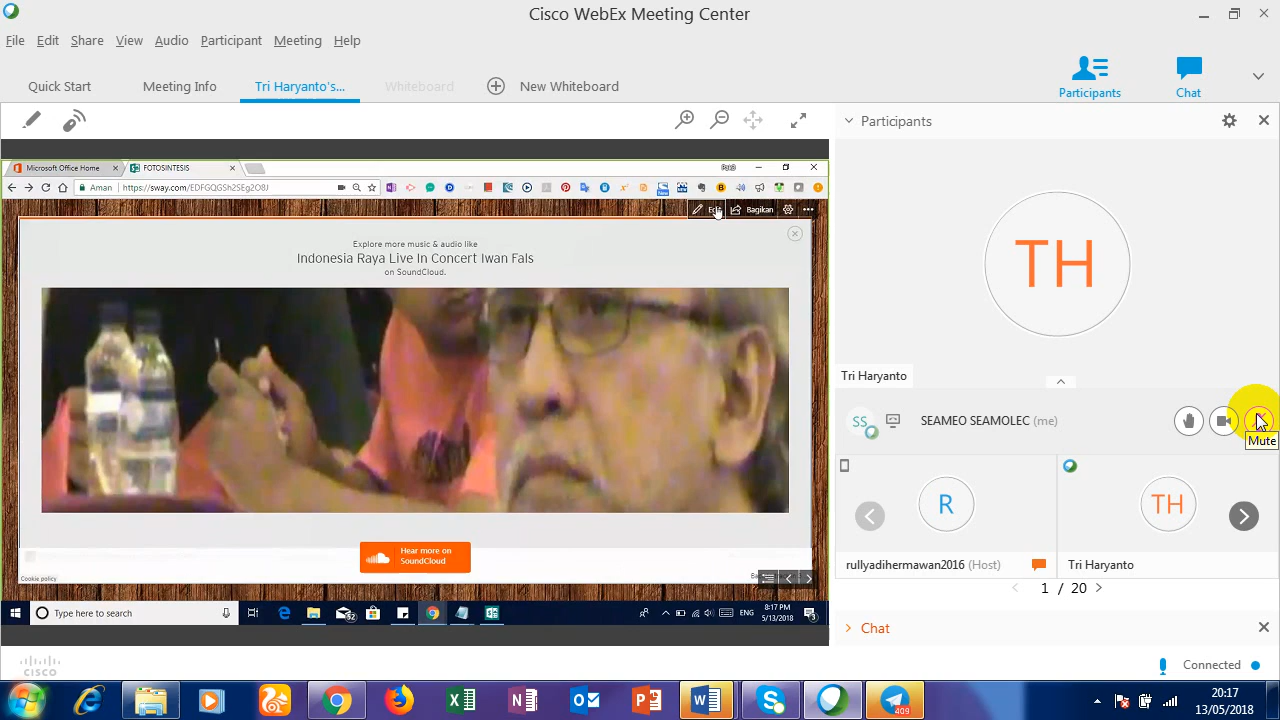 Cisco WebEx Meeting Center
File Edit Share View Audio Participant Meeting Help
Quick Start Meeting Info Tri Haryanto's... Whiteboard New Whiteboard
Participants Chat
Participants
Microsoft Office Home FOTOSINTESIS
Aman https://sway.com/EDFGQGSh2SEg2O8J
Edit Bagikan
Explore more music & audio like
Indonesia Raya Live In Concert Iwan Fals
on SoundCloud.
Hear more on
SoundCloud
Cookie policy
Type here to search
52
ENG
8:17 PM
5/13/2018
3
TH
Tri Haryanto
SS SEAMEO SEAMOLEC (me)
Mute
R TH
rullyadihermawan2016 (Host) Tri Haryanto
1 / 20
Chat
cisco
Connected
409
20:17
13/05/2018